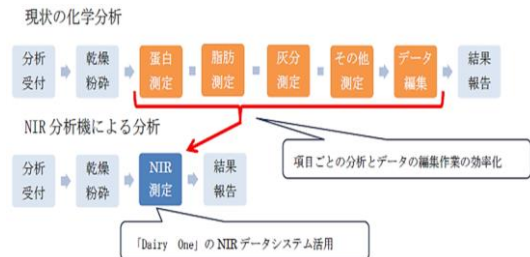 現状の化学分析
分析
受付
乾燥
粉砕
蛋白
測定
脂肪
測定
灰分
測定
その他
測定
データ
編集
結果
報告
NIR 分析機による分析
項目ごとの分析とデータの編集作業の効率化
分析
受付
乾燥
粉砕
NIR
測定
結果
報告
「Dairy One」の NIR データシステム活用